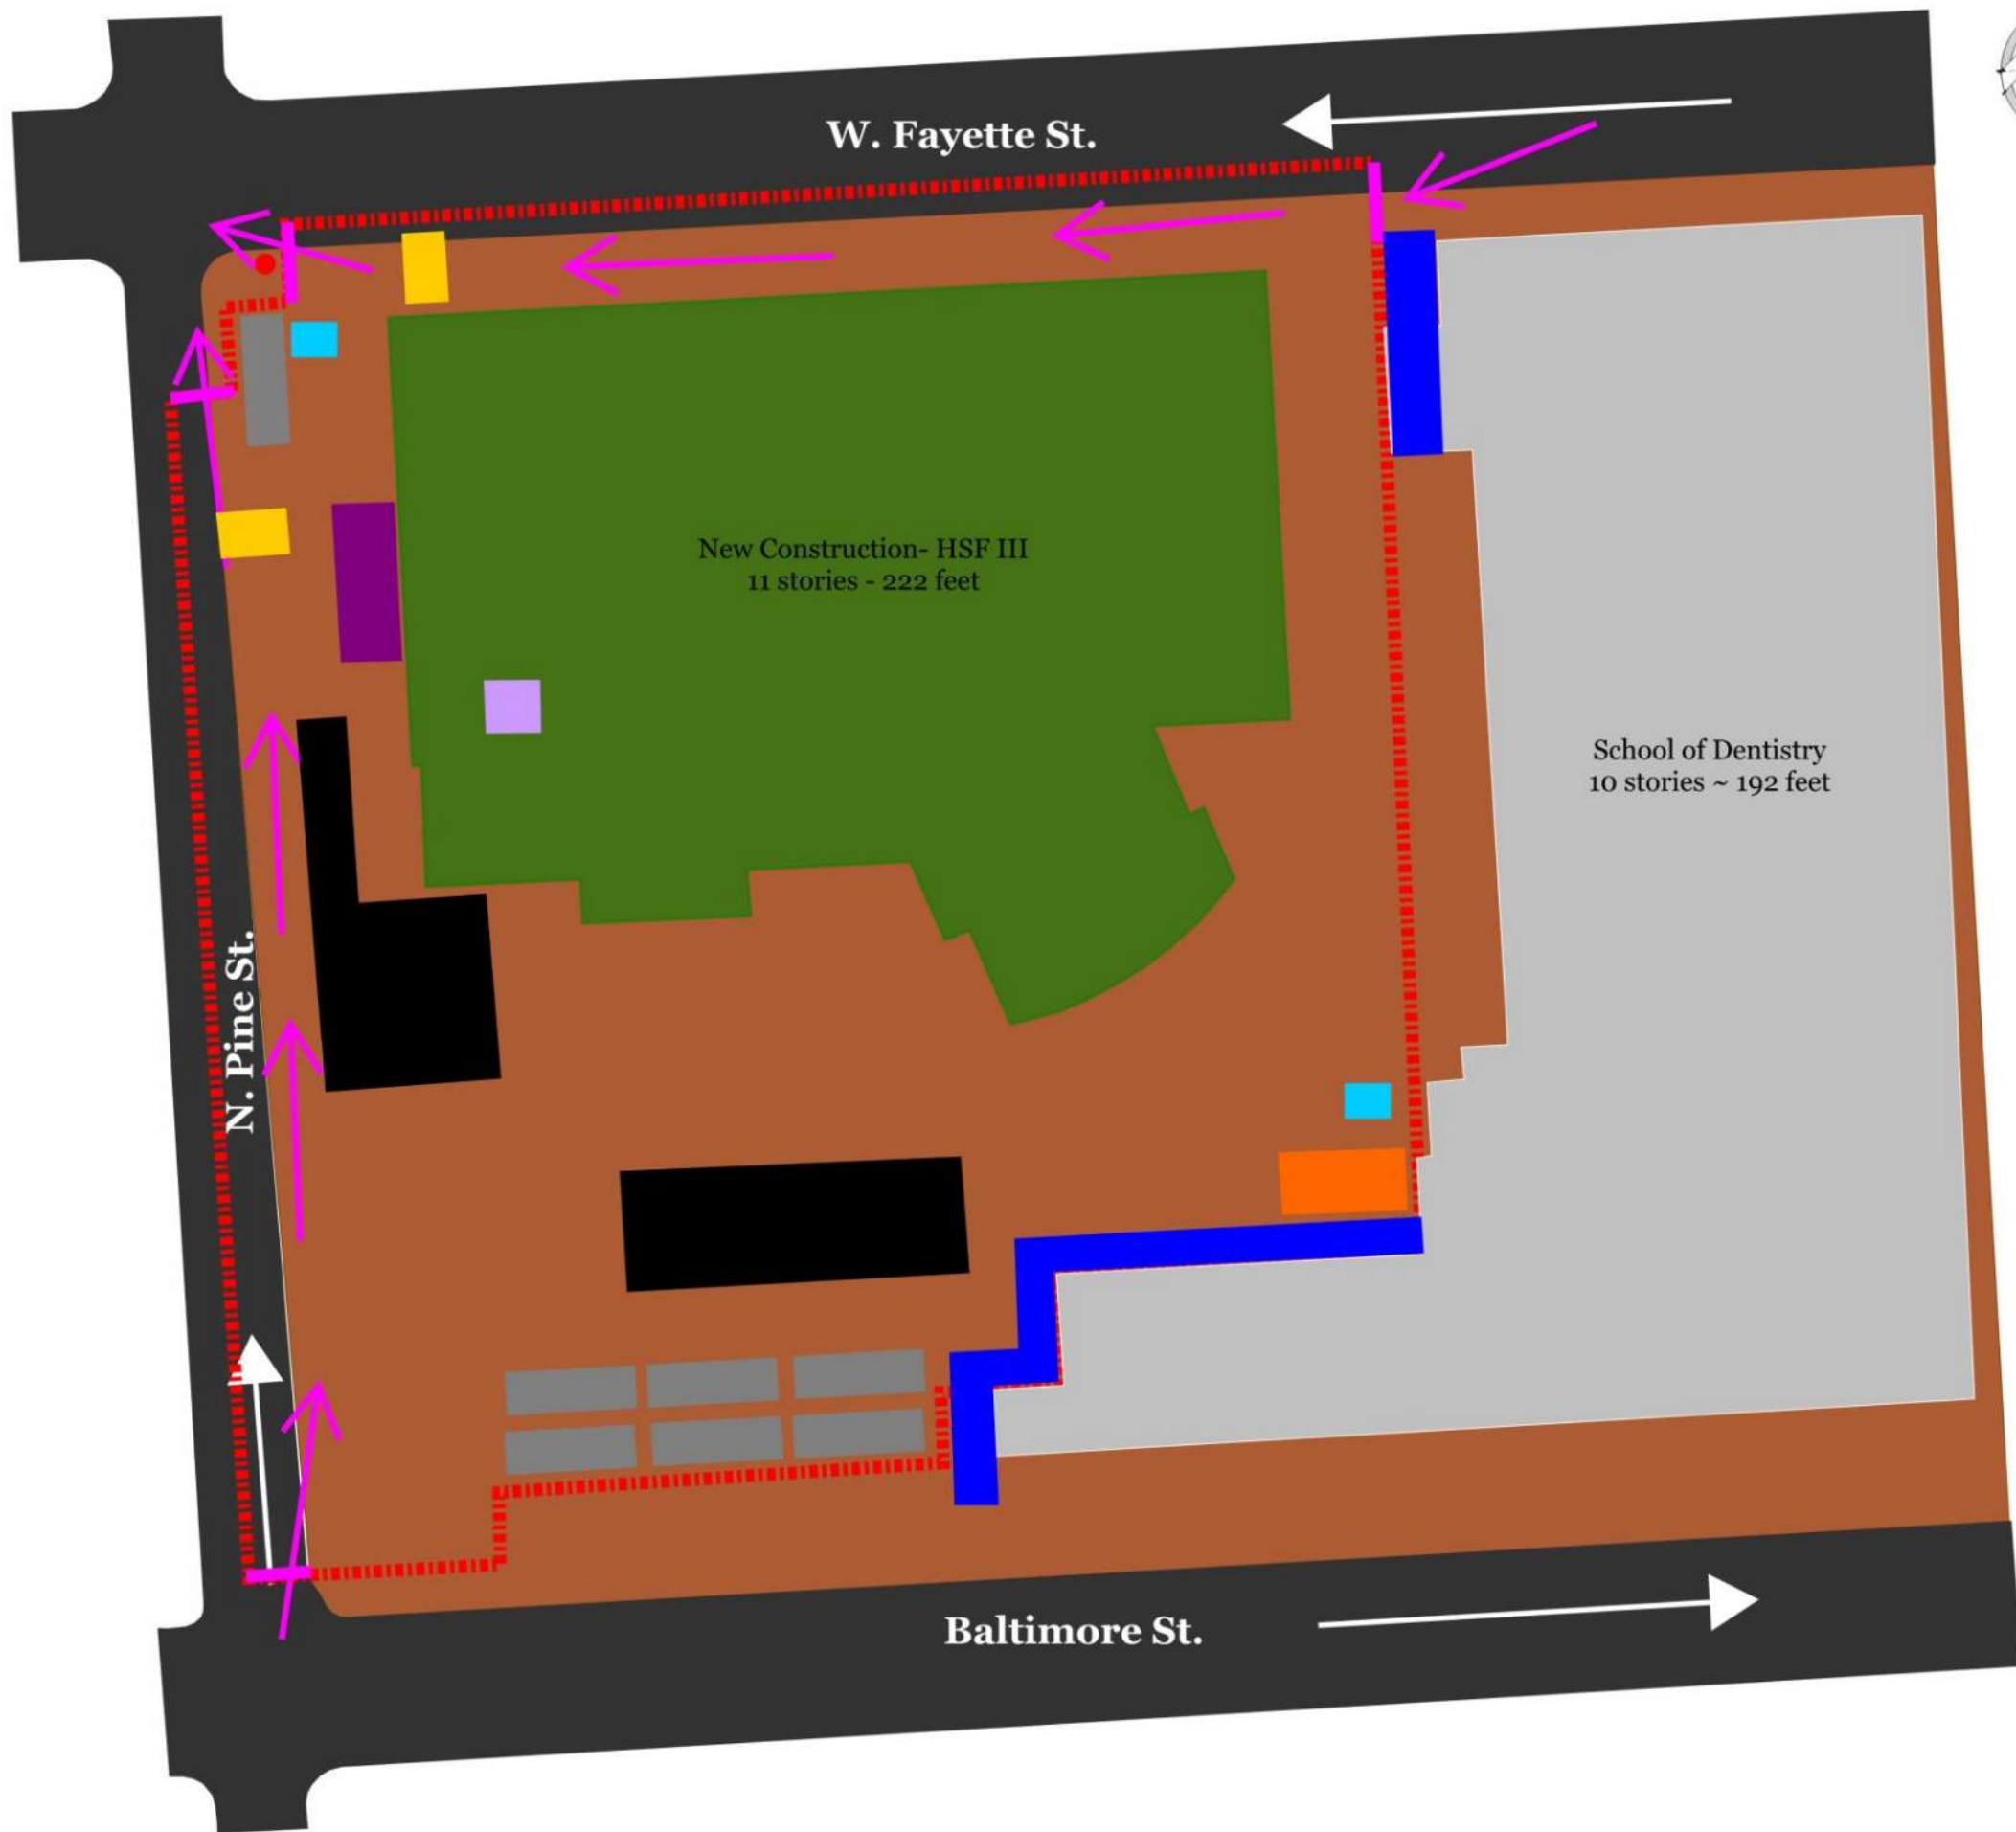 W. Fayette St.
New Construction- HSF III
11 stories - 222 feet
School of Dentistry
10 stories ~ 192 feet
N. Pine St.
Baltimore St.